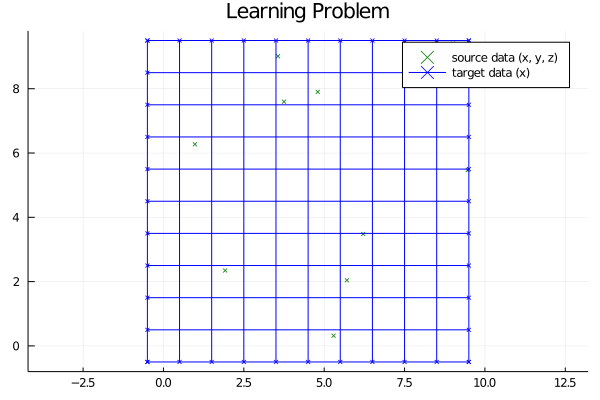 Learning Problem
source data (x, y, z)
target data (x)
8
6
4
2
0
−2.5 0.0 2.5 5.0 7.5 10.0 12.5